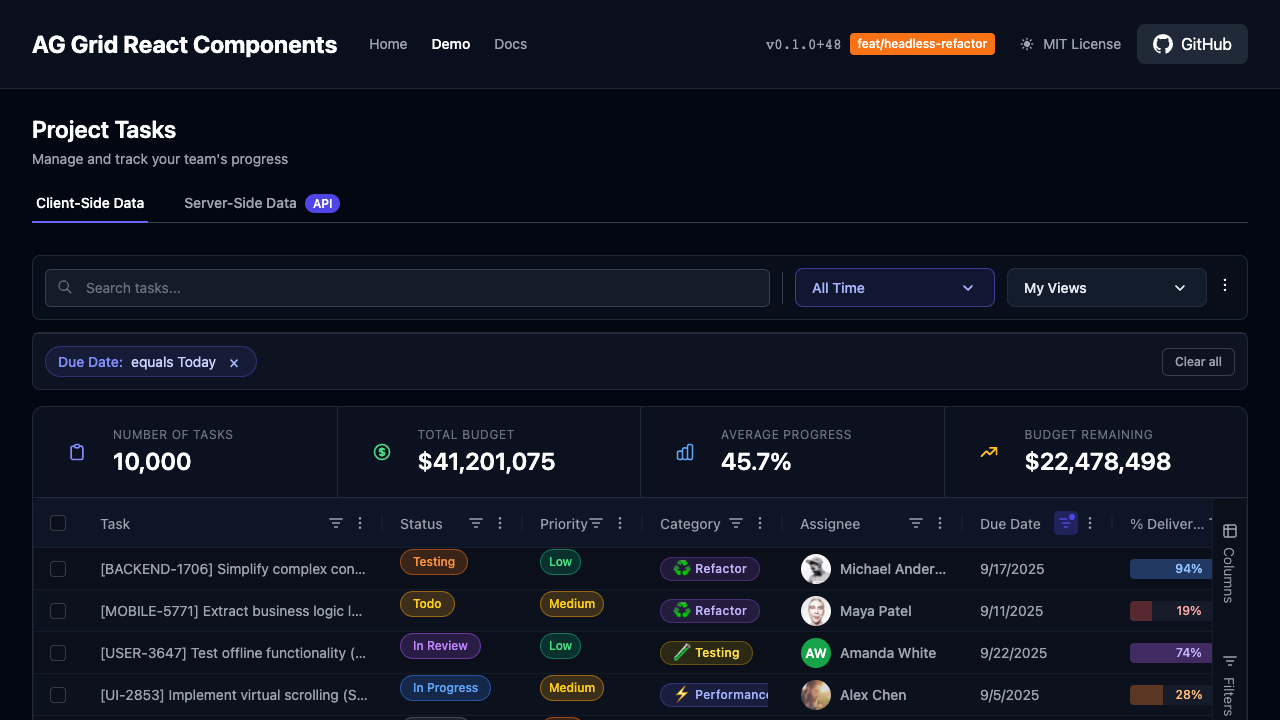 AG Grid React Components Home Demo Docs v0.1.0+48 feat/headless-refactor MIT License GitHub
Project Tasks
Manage and track your team's progress
Client-Side Data Server-Side Data API
Search tasks... All Time My Views
Due Date: equals Today × Clear all
NUMBER OF TASKS TOTAL BUDGET AVERAGE PROGRESS BUDGET REMAINING
10,000 $41,201,075 45.7% $22,478,498
Task Status Priority Category Assignee Due Date % Deliver...
[BACKEND-1706] Simplify complex con... Testing Low Refactor Michael Ander... 9/17/2025 94%
[MOBILE-5771] Extract business logic l... Todo Medium Refactor Maya Patel 9/11/2025 19%
[USER-3647] Test offline functionality (... In Review Low Testing AW Amanda White 9/22/2025 74%
[UI-2853] Implement virtual scrolling (S... In Progress Medium Performance Alex Chen 9/5/2025 28%
Columns
Filters